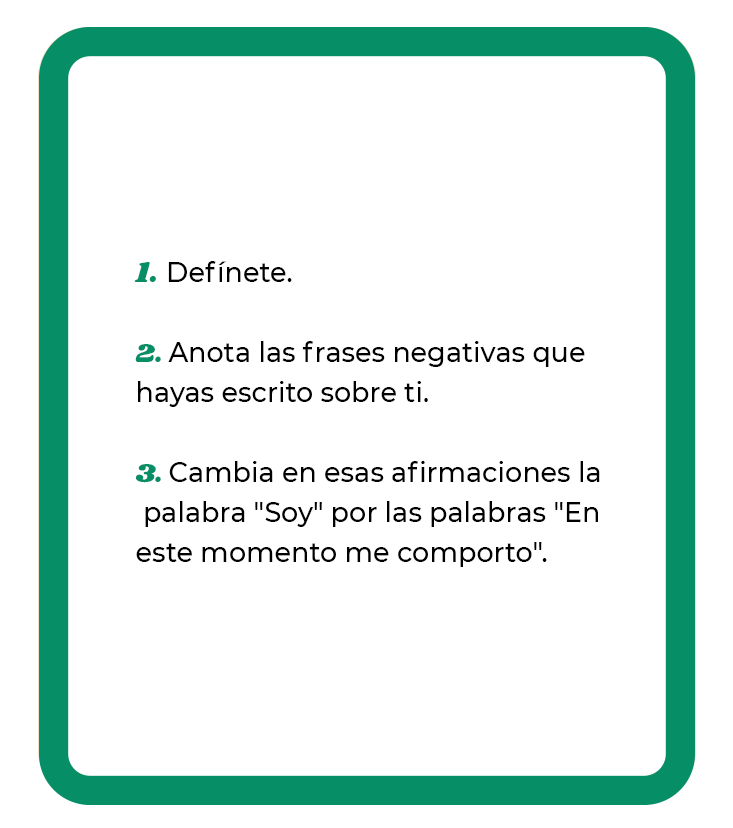 1. Defínete.
2. Anota las frases negativas que
hayas escrito sobre ti.
3. Cambia en esas afirmaciones la
palabra "Soy" por las palabras "En
este momento me comporto".